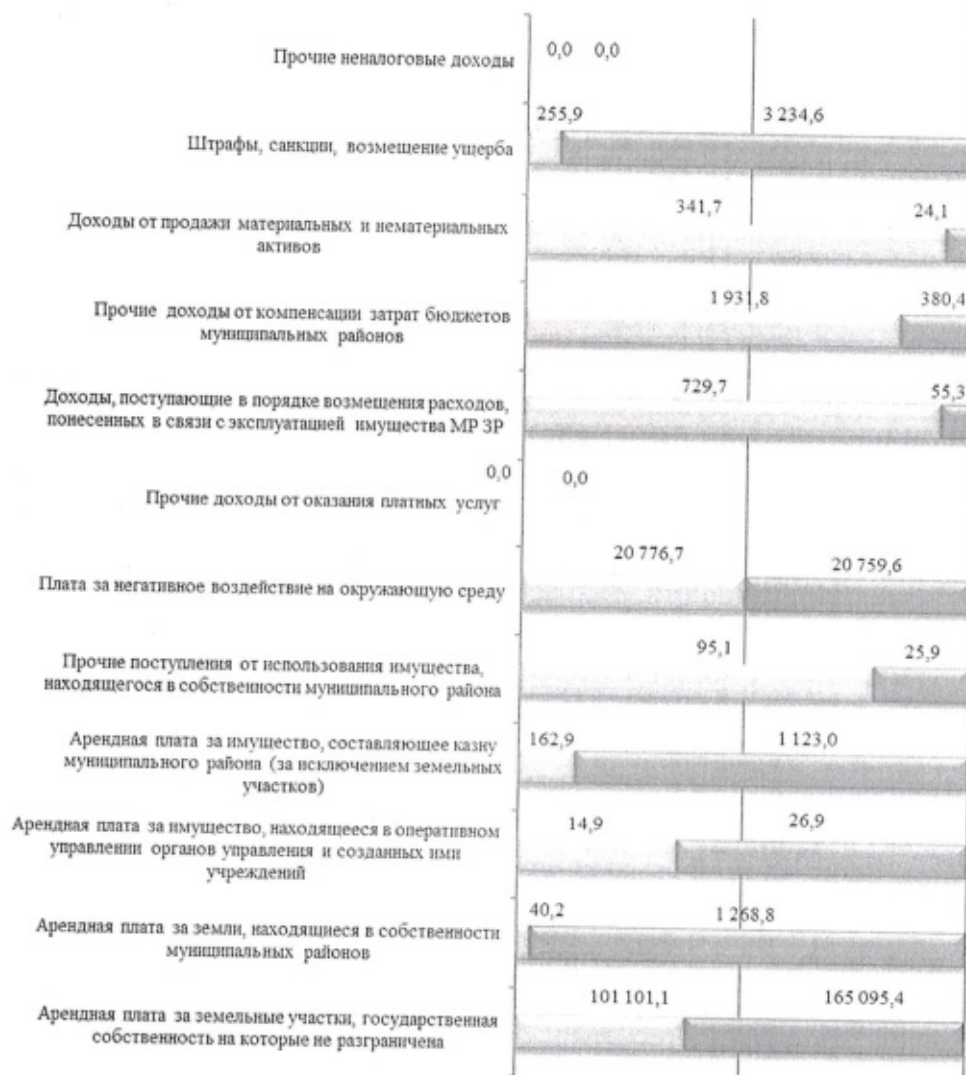 Прочие неналоговые доходы
0,0 0,0
255,9 3 234,6
Штрафы, санкции, возмещение ущерба
341,7 24,1
Доходы от продажи материальных и нематериальных
активов
1 931,8 380,4
Прочие доходы от компенсации затрат бюджетов
муниципальных районов
729,7 55,3
Доходы, поступающие в порядке возмещения расходов,
понесенных в связи с эксплуатацией имущества МР ЗР
0,0 0,0
Прочие доходы от оказания платных услуг
20 776,7 20 759,6
Плата за негативное воздействие на окружающую среду
95,1 25,9
Прочие поступления от использования имущества,
находящегося в собственности муниципального района
162,9 1 123,0
Арендная плата за имущество, составляющее казну
муниципального района (за исключением земельных
участков)
14,9 26,9
Арендная плата за имущество, находящееся в оперативном
управлении органов управления и созданных ими
учреждений
40,2 1 268,8
Арендная плата за земли, находящиеся в собственности
муниципальных районов
101 101,1 165 095,4
Арендная плата за земельные участки, государственная
собственность на которые не разграничена